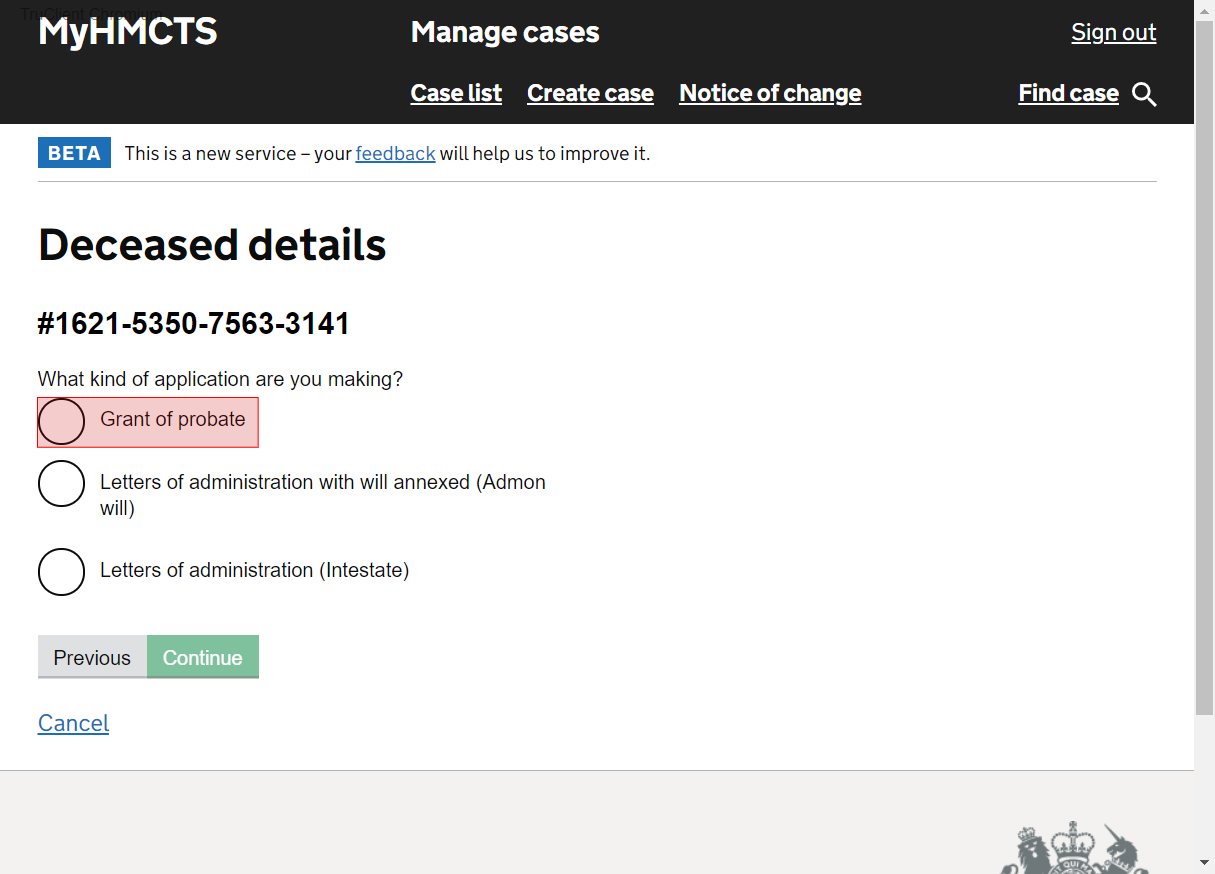 TruClient Chromium
MyHMCTS
Manage cases
Sign out
Case list Create case Notice of change Find case
BETA This is a new service – your feedback will help us to improve it.
Deceased details
#1621-5350-7563-3141
What kind of application are you making?
Grant of probate
Letters of administration with will annexed (Admon
will)
Letters of administration (Intestate)
Previous Continue
Cancel